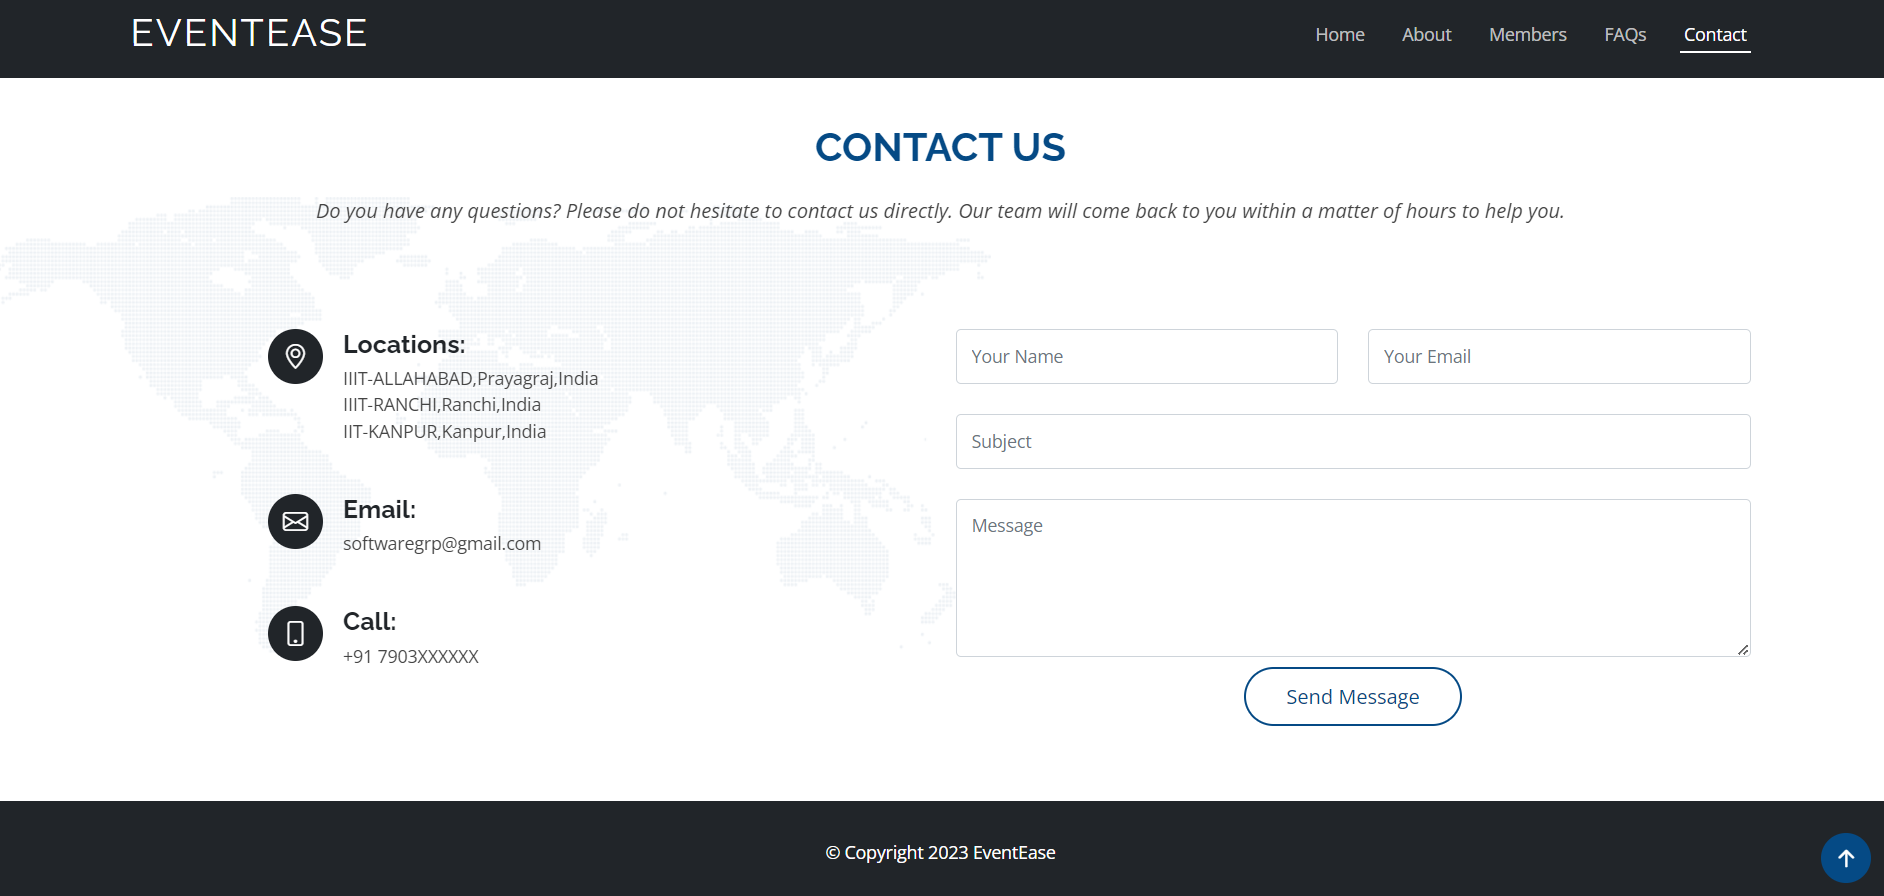 EVENTEASE
Home
About
Members
FAQs
Contact
CONTACT US
Do you have any questions? Please do not hesitate to contact us directly. Our team will come back to you within a matter of hours to help you.
Locations:
IIIT-ALLAHABAD,Prayagraj,India
IIIT-RANCHI,Ranchi,India
IIT-KANPUR,Kanpur,India
Email:
softwaregrp@gmail.com
Call:
+91 7903XXXXXX
Your Name
Your Email
Subject
Message
Send Message
© Copyright 2023 EventEase